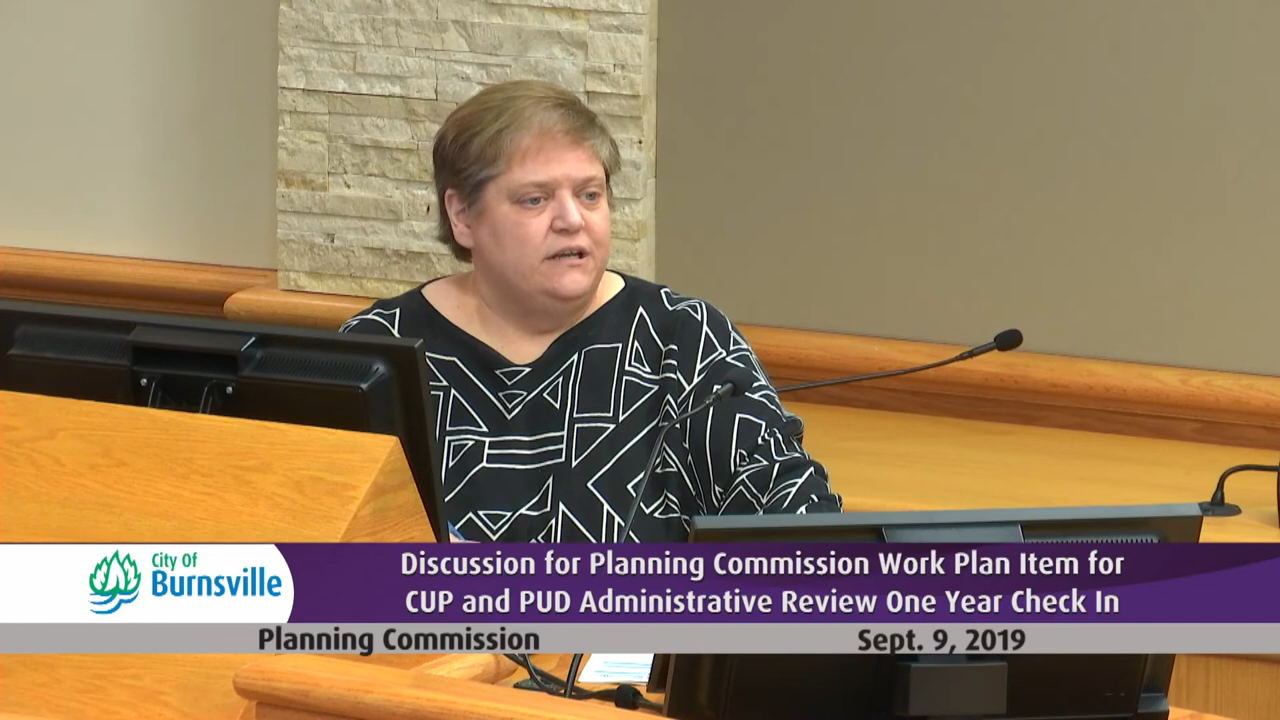 City Of
Burnsville
Discussion for Planning Commission Work Plan Item for
CUP and PUD Administrative Review One Year Check In
Planning Commission
Sept. 9, 2019